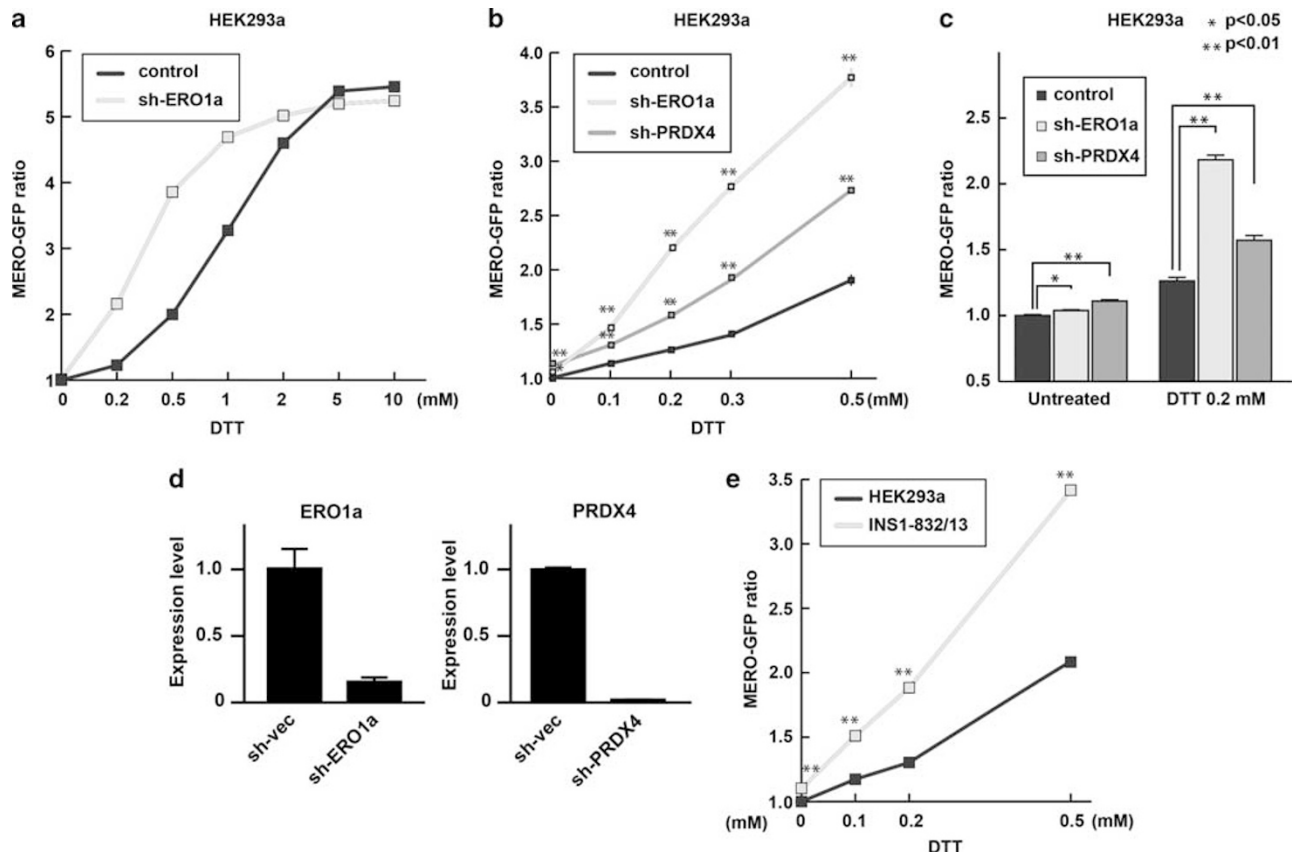 a
HEK293a
6
5
4
3
2
1
MERO-GFP ratio
control
sh-ERO1a
0 0.2 0.5 1 2 5 10 (mM)
DTT
b
HEK293a
4.0
3.5
3.0
2.5
2.0
1.5
1.0
MERO-GFP ratio
control
sh-ERO1a
sh-PRDX4
**
**
**
**
**
**
**
**
**
*
0 0.1 0.2 0.3 0.5 (mM)
DTT
c
HEK293a
* p<0.05
** p<0.01
2.5
2.0
1.5
1.0
0.5
MERO-GFP ratio
control
sh-ERO1a
sh-PRDX4
**
**
**
*
Untreated DTT 0.2 mM
d
ERO1a
Expression level
1.0
0.5
0
sh-vec
sh-ERO1a
PRDX4
Expression level
1.0
0.5
0
sh-vec
sh-PRDX4
e
3.5
3.0
2.5
2.0
1.5
1.0
MERO-GFP ratio
HEK293a
INS1-832/13
**
**
**
**
(mM) 0 0.1 0.2 0.5 (mM)
DTT